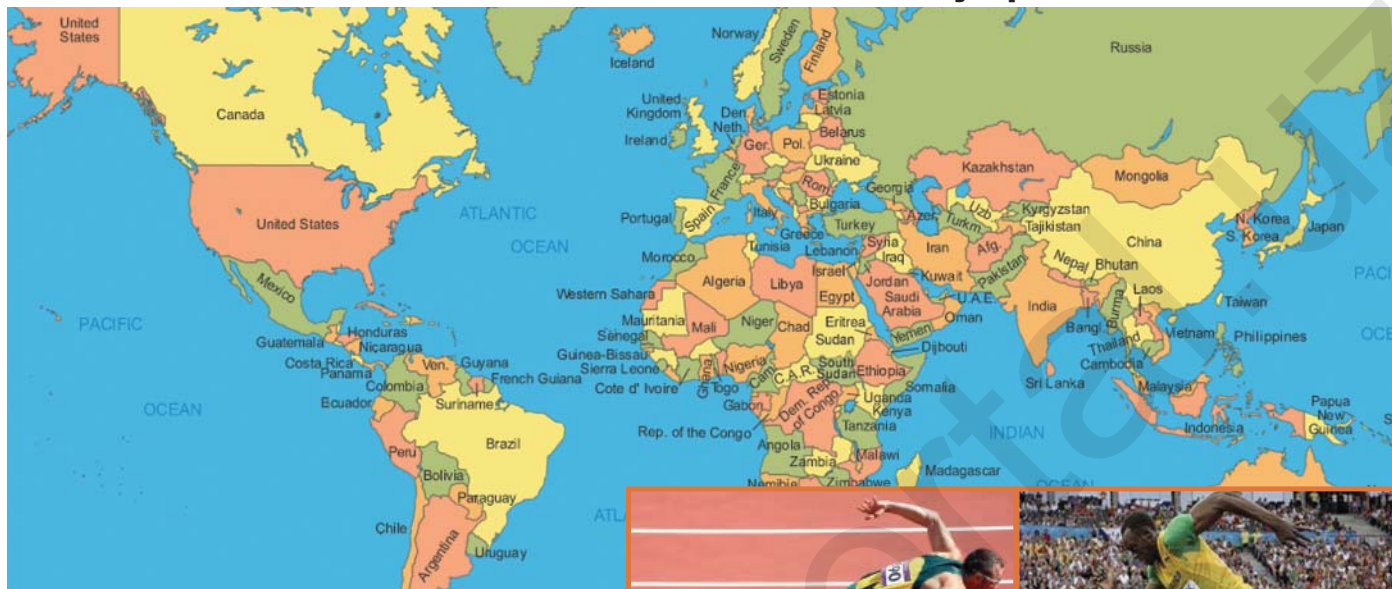 United
States
Canada
United States
Mexico
Guatemala
Honduras
Nicaragua
Costa Rica
Panama
Ven.
Guyana
French Guiana
Suriname
Colombia
Ecuador
Peru
Brazil
Bolivia
Paraguay
Chile
Argentina
Uruguay
PACIFIC
OCEAN
ATLANTIC
OCEAN
Iceland
Norway
Sweden
Finland
Russia
United
Kingdom
Ireland
Den
Neth.
Estonia
Latvia
Belarus
Ger.
Pol.
Ukraine
France
Rom.
Bulgaria
Portugal
Spain
Italy
Greece
Georgia
Azer.
Turkey
Kazakhstan
Uzb.
Turkm.
Kyrgyzstan
Tajikistan
Mongolia
China
N. Korea
S. Korea
Japan
Morocco
Tunisia
Lebanon
Syria
Iraq
Iran
Afg.
Pakistan
Nepal
Bhutan
Algeria
Libya
Israel
Egypt
Jordan
Kuwait
Saudi
Arabia
U.A.E.
Oman
Yemen
India
Bangl.
Burma
Laos
Taiwan
Western Sahara
Mauritania
Mali
Niger
Chad
Eritrea
Sudan
Djibouti
Senegal
Guinea-Bissau
Sierra Leone
Cote d' Ivoire
Ghana
Togo
Nigeria
Cam.
C.A.R.
South
Sudan
Ethiopia
Somalia
Gabon
Rep. of the Congo
Dem. Rep.
of Congo
Uganda
Kenya
Tanzania
Angola
Zambia
Malawi
Namibia
Zimbabwe
Madagascar
Sri Lanka
Thailand
Vietnam
Cambodia
Philippines
Malaysia
Indonesia
Papua
New
Guinea
INDIAN
OCEAN